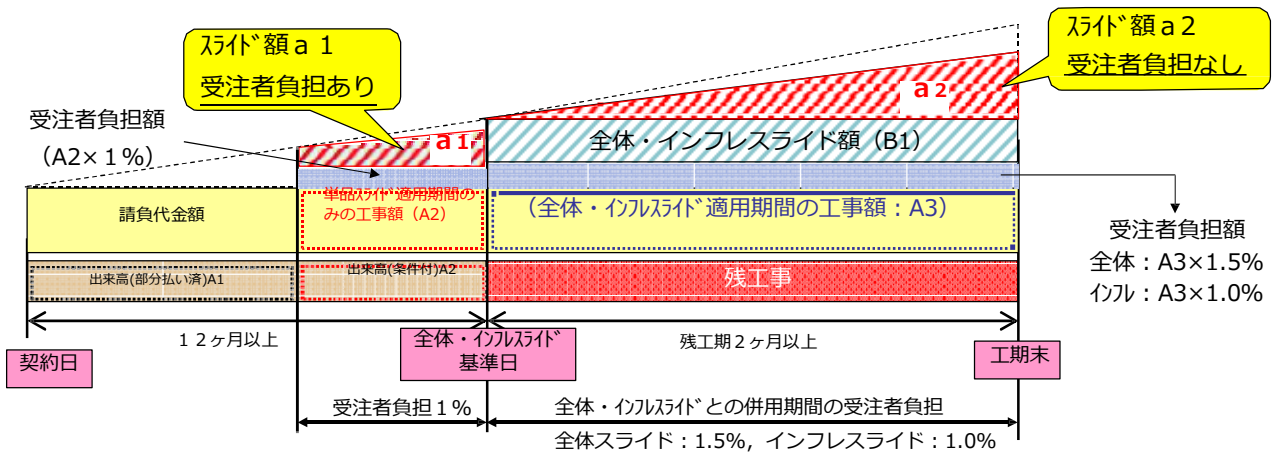 ｽﾗｲﾄﾞ額ａ１
受注者負担あり
ｽﾗｲﾄﾞ額ａ２
受注者負担なし
受注者負担額
（A2×１%）
ａ1
ａ2
全体・インフレスライド額（B1）
請負代金額
単品ｽﾗｲﾄﾞ適用期間の
みの工事額（A2）
（全体・ｲﾝﾌﾚｽﾗｲﾄﾞ適用期間の工事額：A3）
受注者負担額
全体：A3×1.5%
ｲﾝﾌﾚ：A3×1.0%
出来高(部分払い済)A1
出来高(条件付)A2
残工事
１２ヶ月以上
残工期２ヶ月以上
契約日
全体・ｲﾝﾌﾚｽﾗｲﾄﾞ
基準日
工期末
受注者負担１%
全体・ｲﾝﾌﾚｽﾗｲﾄﾞとの併用期間の受注者負担
全体スライド：1.5%，インフレスライド：1.0%